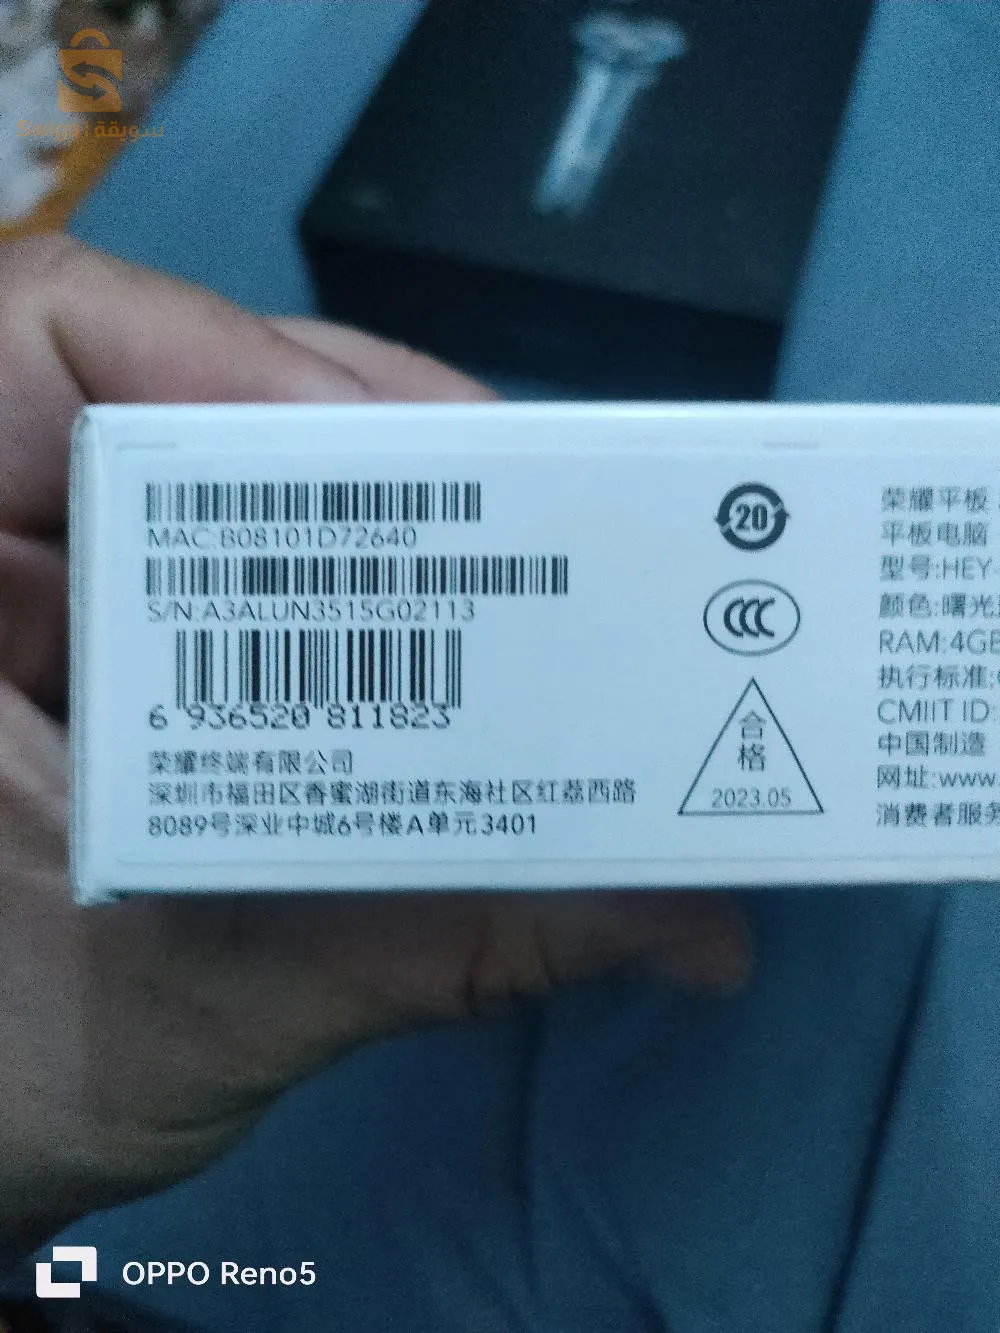 سويقة
MAC:B08101D72640
S/N:A3ALUN3515G02113
6 936520 811823
荣耀终端有限公司
深圳市福田区香蜜湖街道东海社区红荔西路
8089号深业中城6号楼A单元3401
20
CCC
合
格
2023.05
荣耀平板
平板电脑
型号:HEY-
颜色:曙光
RAM:4GB
执行标准:
CMIIT ID:
中国制造
网址:www.
消费者服务
OPPO Reno5